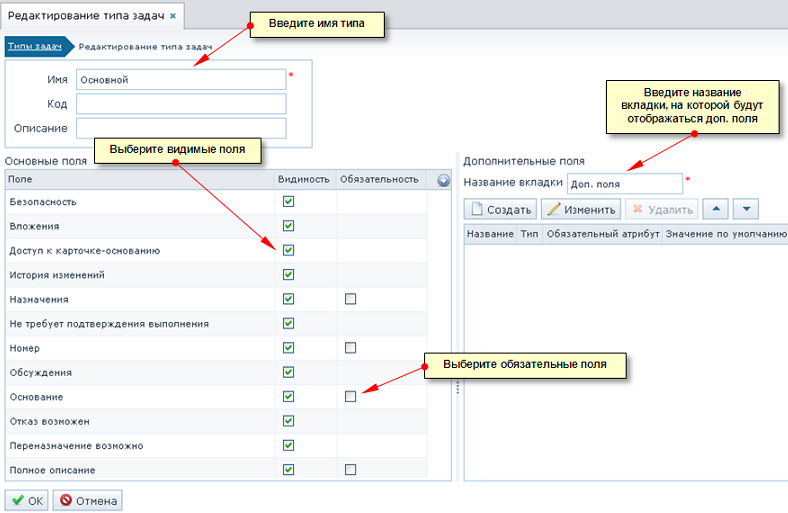 Редактирование типа задач ×
Введите имя типа
Типы задач Редактирование типа задач
Имя Основной *
Код
Описание
Введите название
вкладки, на которой будут
отображаться доп. поля
Выберите видимые поля
Основные поля
Поле Видимость Обязательность
Безопасность
Вложения
Доступ к карточке-основанию
История изменений
Назначения
Не требует подтверждения выполнения
Номер
Обсуждения
Основание
Отказ возможен
Переназначение возможно
Полное описание
Выберите обязательные поля
Дополнительные поля
Название вкладки Доп. поля *
Создать Изменить Удалить
Название Тип Обязательный атрибут Значение по умолчанию
OK Отмена